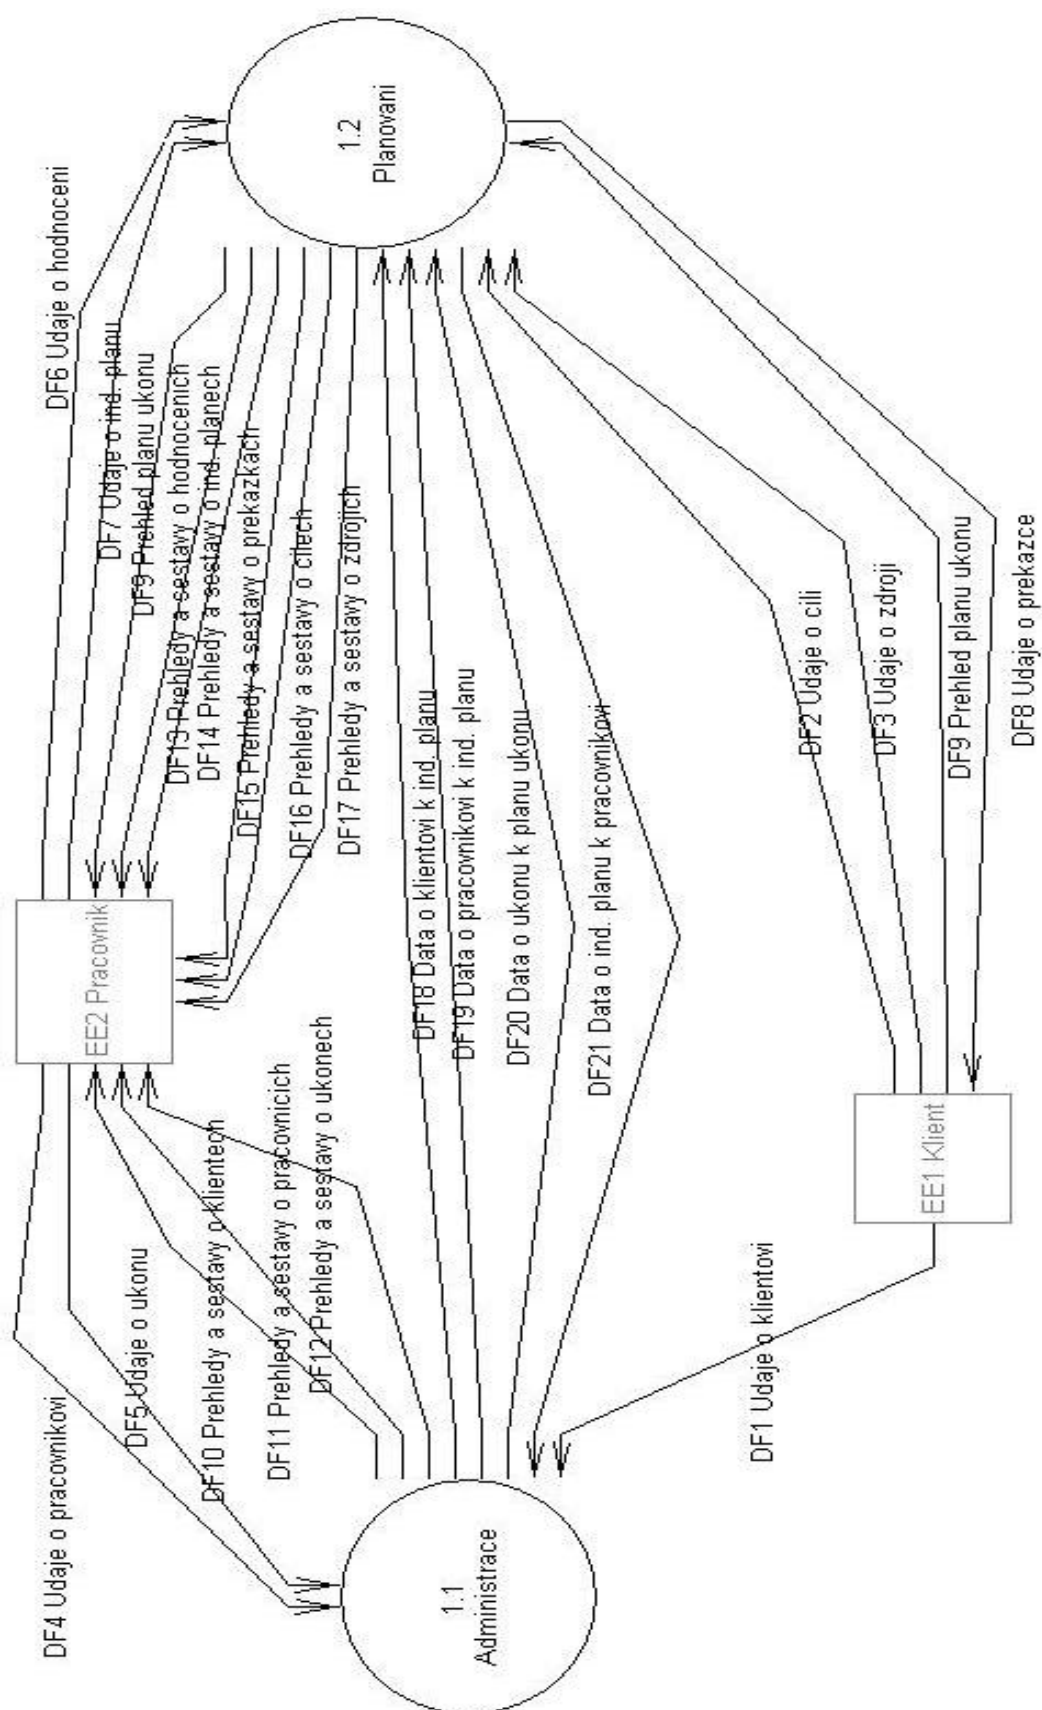 1.2
Planovani
DF6 Udaje o hodnoceni
DF7 Udaje o ind. planu
DF9 Prehled planu ukonu
DF13 Prehledy a sestavy o hodnocenich
DF14 Prehledy a sestavy o ind. planech
DF15 Prehledy a sestavy o prekazkach
DF16 Prehledy a sestavy o cilech
DF17 Prehledy a sestavy o zdrojich
DF18 Data o klientovi k ind. planu
DF19 Data o pracovnikovi k ind. planu
DF20 Data o ukonu k planu ukonu
DF21 Data o ind. planu k pracovnikovi
DF2 Udaje o cili
DF3 Udaje o zdroji
DF9 Prehled planu ukonu
DF8 Udaje o prekazce
EE2 Pracovnik
EE1 Klient
DF4 Udaje o pracovnikovi
DF5 Udaje o ukonu
DF10 Prehledy a sestavy o klientech
DF11 Prehledy a sestavy o pracovnicich
DF12 Prehledy a sestavy o ukonech
DF1 Udaje o klientovi
1.1
Administrace